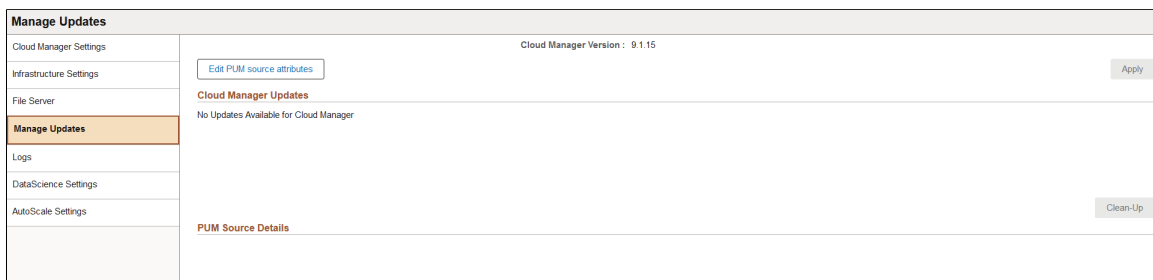 Manage Updates
Cloud Manager Settings
Infrastructure Settings
File Server
Manage Updates
Logs
DataScience Settings
AutoScale Settings
Cloud Manager Version : 9.1.15
Edit PUM source attributes
Apply
Cloud Manager Updates
No Updates Available for Cloud Manager
Clean-Up
PUM Source Details